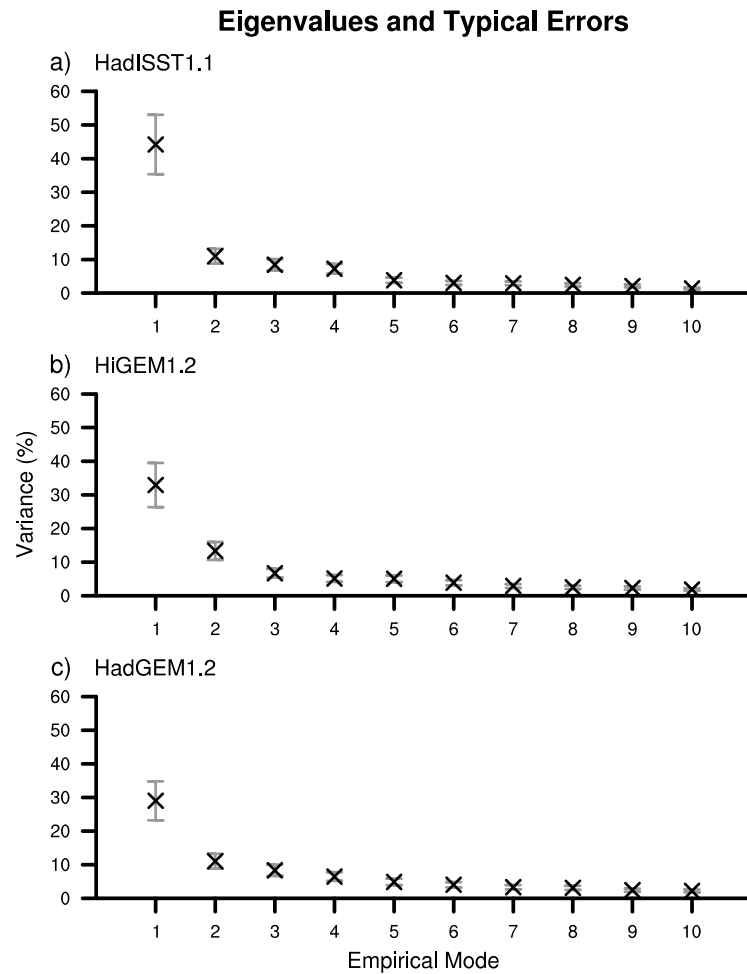 Eigenvalues and Typical Errors
a) HadISST1.1
60
50
40
30
20
10
0
1 2 3 4 5 6 7 8 9 10
b) HiGEM1.2
Variance (%)
60
50
40
30
20
10
0
1 2 3 4 5 6 7 8 9 10
c) HadGEM1.2
60
50
40
30
20
10
0
1 2 3 4 5 6 7 8 9 10
Empirical Mode